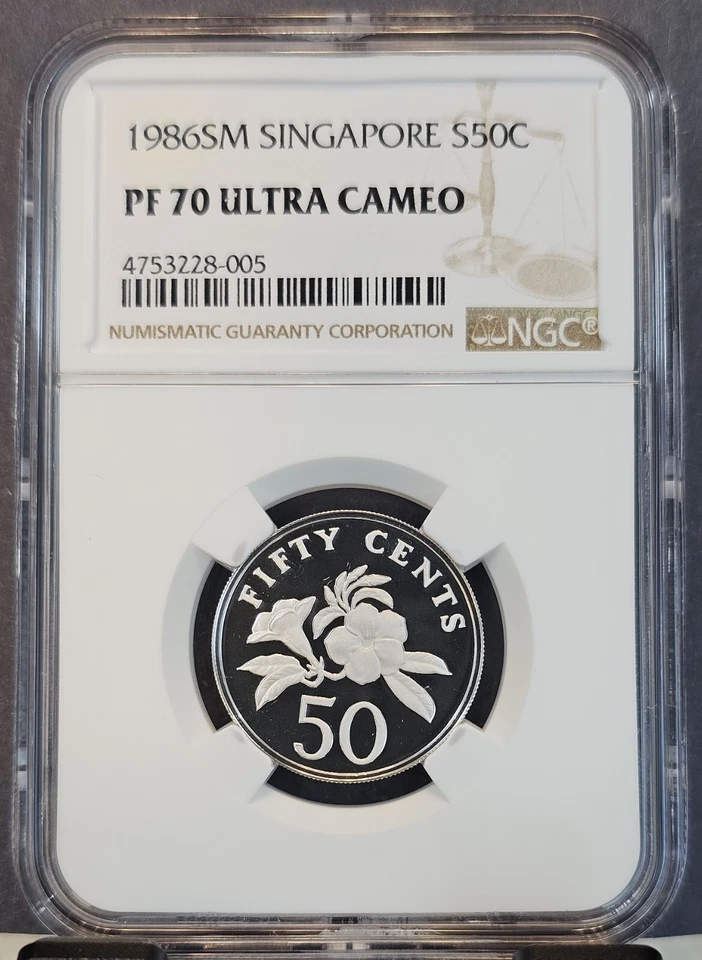 1986SM SINGAPORE S50C
PF 70 ULTRA CAMEO
4753228-005
NUMISMATIC GUARANTY CORPORATION
NGC®
FIFTY CENTS
50